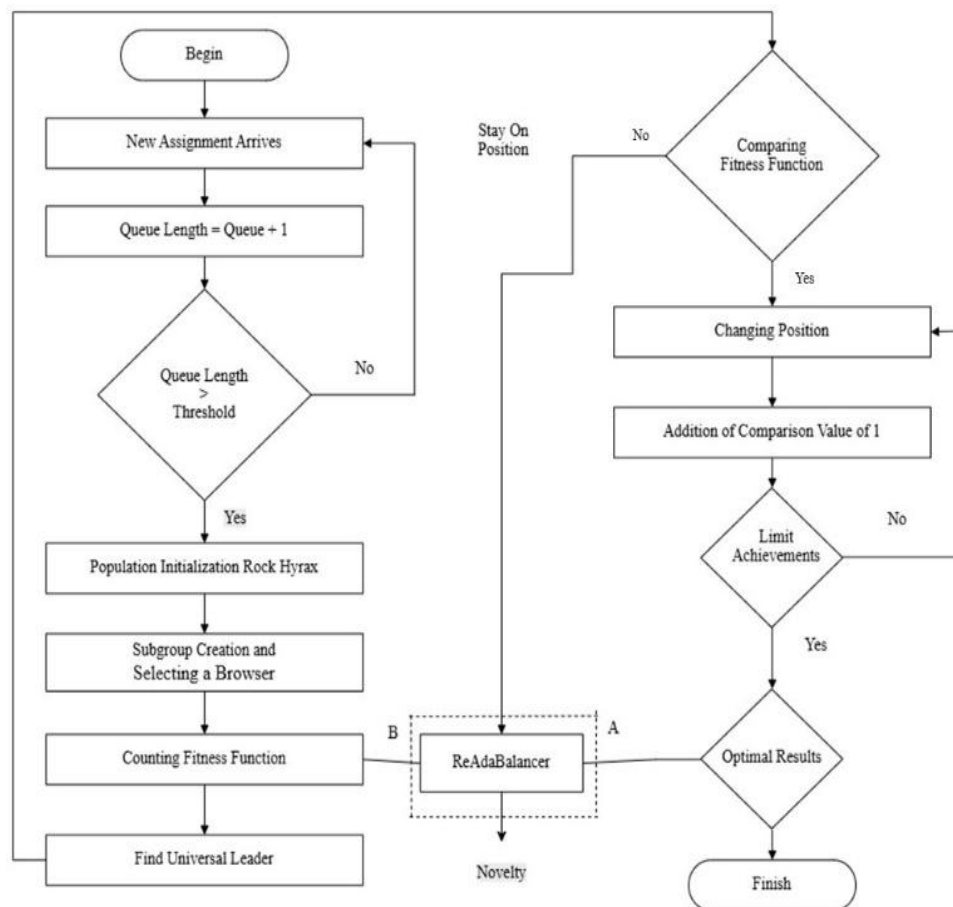 Begin
New Assignment Arrives
Queue Length = Queue + 1
Queue Length
>
Threshold
No
Yes
Population Initialization Rock Hyrax
Subgroup Creation and
Selecting a Browser
Counting Fitness Function
Find Universal Leader
Stay On
Position
No
Comparing
Fitness Function
Yes
Changing Position
Addition of Comparison Value of 1
Limit
Achievements
No
Yes
B
ReAdaBalancer
A
Optimal Results
Novelty
Finish